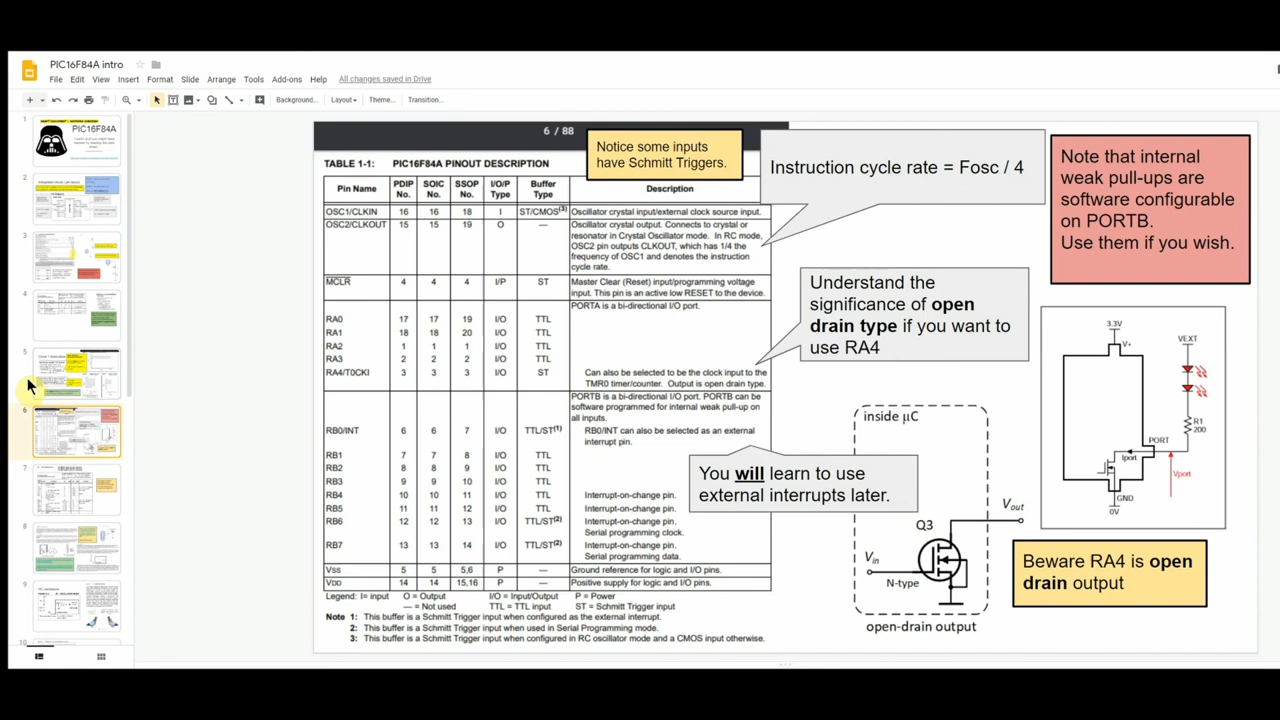 PIC16F84A intro
File Edit View Insert Format Arrange Tools Add-ons Help All changes saved in Drive
Background... Layout Theme... Transition...
1
PIC16F84A
2
3
4
5
6
7
8
9
10
6 / 88
TABLE 1-1: PIC16F84A PINOUT DESCRIPTION
Pin Name PDIP No. SOIC No. SSOP No. I/O/P Type Buffer Type Description
OSC1/CLKIN 16 16 18 I ST/CMOS(3) Oscillator crystal input/external clock source input.
OSC2/CLKOUT 15 15 19 O — Oscillator crystal output. Connects to crystal or
resonator in Crystal Oscillator mode. In RC mode,
OSC2 pin outputs CLKOUT, which has 1/4 the
frequency of OSC1 and denotes the instruction
cycle rate.
MCLR 4 4 4 I/P ST Master Clear (Reset) input/programming voltage
input. This pin is an active low RESET to the device.
PORTA is a bi-directional I/O port.
RA0 17 17 19 I/O TTL
RA1 18 18 20 I/O TTL
RA2 1 1 1 I/O TTL
RA3 2 2 2 I/O TTL
RA4/T0CKI 3 3 3 I/O ST Can also be selected to be the clock input to the
TMR0 timer/counter. Output is open drain type.
PORTB is a bi-directional I/O port. PORTB can be
software programmed for internal weak pull-up on
all inputs.
RB0/INT 6 6 7 I/O TTL/ST(1) RB0/INT can also be selected as an external
interrupt pin.
RB1 7 7 8 I/O TTL
RB2 8 8 9 I/O TTL
RB3 9 9 10 I/O TTL
RB4 10 10 11 I/O TTL Interrupt-on-change pin.
RB5 11 11 12 I/O TTL Interrupt-on-change pin.
RB6 12 12 13 I/O TTL/ST(2) Interrupt-on-change pin.
Serial programming clock.
RB7 13 13 14 I/O TTL/ST(2) Interrupt-on-change pin.
Serial programming data.
VSS 5 5 5,6 P — Ground reference for logic and I/O pins.
VDD 14 14 15,16 P — Positive supply for logic and I/O pins.
Legend: I= input O = Output I/O = Input/Output P = Power
— = Not used TTL = TTL input ST = Schmitt Trigger input
Note 1: This buffer is a Schmitt Trigger input when configured as the external interrupt.
2: This buffer is a Schmitt Trigger input when used in Serial Programming mode.
3: This buffer is a Schmitt Trigger input when configured in RC oscillator mode and a CMOS input otherwise.
Notice some inputs
have Schmitt Triggers.
Instruction cycle rate = Fosc / 4
Note that internal
weak pull-ups are
software configurable
on PORTB.
Use them if you wish.
Understand the
significance of open
drain type if you want to
use RA4
You will learn to use
external interrupts later.
inside µC
Q3
Vout
Vin
N-type
open-drain output
3.3V
V+
VEXT
R1
200
PORT
Iport
Vport
GND
0V
Beware RA4 is open
drain output